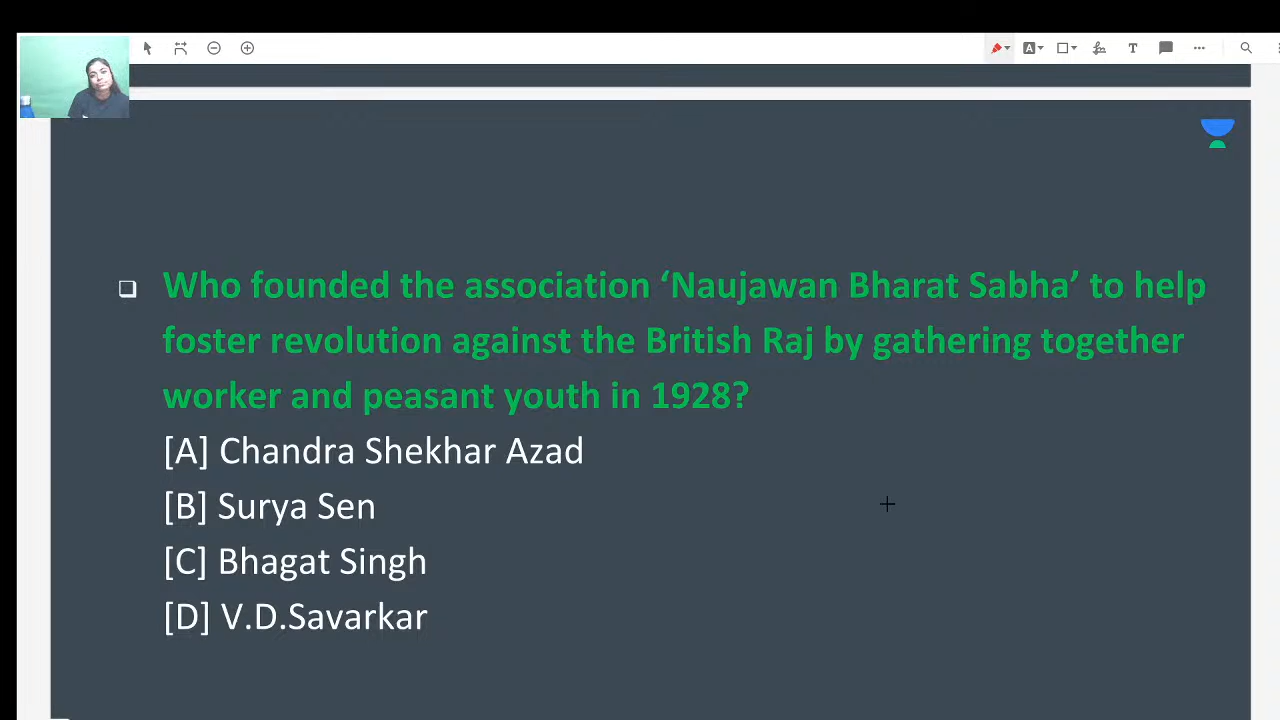 Who founded the association ‘Naujawan Bharat Sabha’ to help
foster revolution against the British Raj by gathering together
worker and peasant youth in 1928?
[A] Chandra Shekhar Azad
[B] Surya Sen
[C] Bhagat Singh
[D] V.D.Savarkar